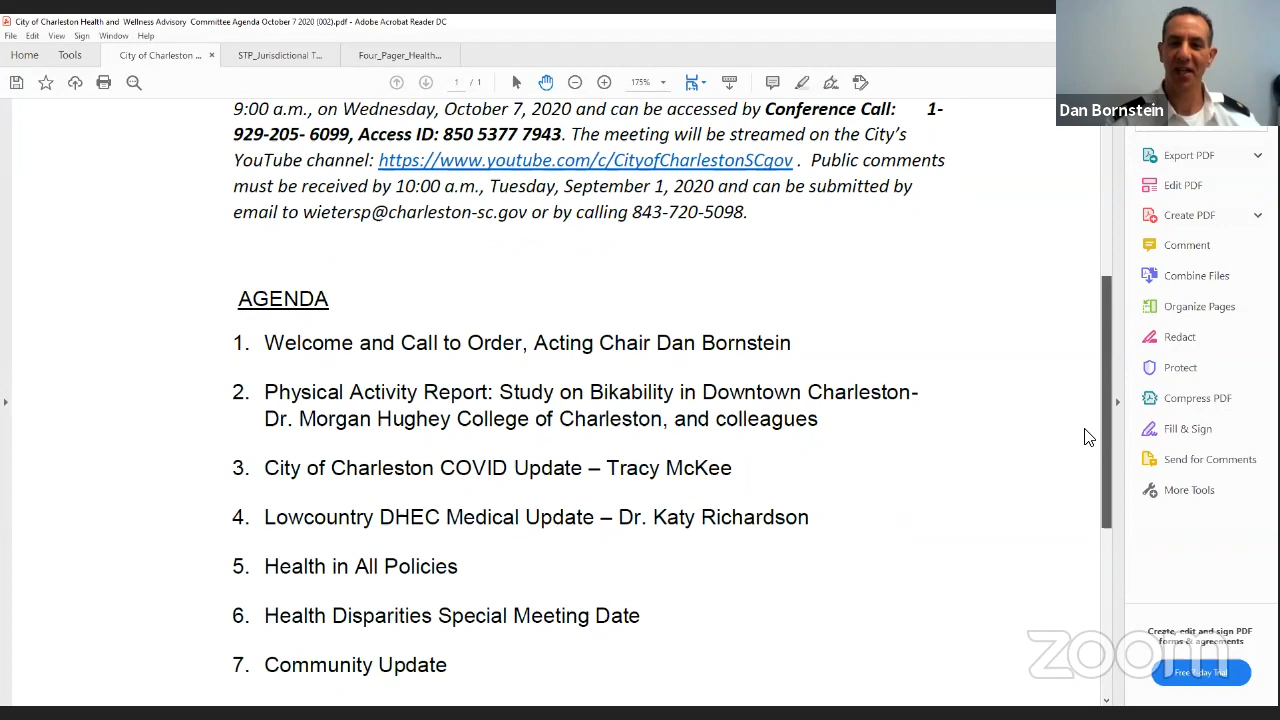 City of Charleston Health and Wellness Advisory Committee Agenda October 7 2020 (002).pdf - Adobe Acrobat Reader DC
File Edit View Sign Window Help
Home Tools City of Charleston ... × STP_Jurisdictional T... Four_Pager_Health...
1 / 1 175%
Dan Bornstein
9:00 a.m., on Wednesday, October 7, 2020 and can be accessed by Conference Call: 1-
929-205- 6099, Access ID: 850 5377 7943. The meeting will be streamed on the City's
YouTube channel: https://www.youtube.com/c/CityofCharlestonSCgov . Public comments
must be received by 10:00 a.m., Tuesday, September 1, 2020 and can be submitted by
email to wietersp@charleston-sc.gov or by calling 843-720-5098.
AGENDA
1. Welcome and Call to Order, Acting Chair Dan Bornstein
2. Physical Activity Report: Study on Bikability in Downtown Charleston-
Dr. Morgan Hughey College of Charleston, and colleagues
3. City of Charleston COVID Update – Tracy McKee
4. Lowcountry DHEC Medical Update – Dr. Katy Richardson
5. Health in All Policies
6. Health Disparities Special Meeting Date
7. Community Update
Export PDF
Edit PDF
Create PDF
Comment
Combine Files
Organize Pages
Redact
Protect
Compress PDF
Fill & Sign
Send for Comments
More Tools
Create, edit and sign PDF
forms & agreements
Free 7-day Trial
zoom